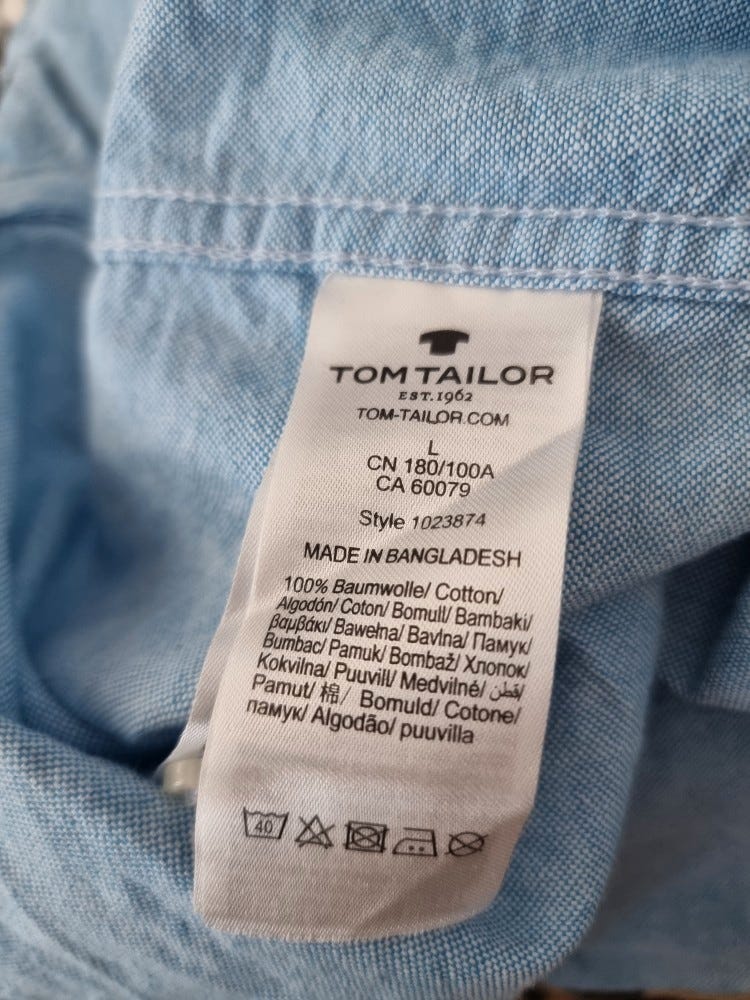 TOM TAILOR
EST. 1962
TOM-TAILOR.COM
L
CN 180/100A
CA 60079
Style 1023874
MADE IN BANGLADESH
100% Baumwolle/ Cotton/
Algodón/ Coton/ Bomull/ Bambaki/
βαμβάκι/ Bawełna/ Bavlna/ Памук/
Bumbac/ Pamuk/ Bombaž/ Хлопок/
Kokvilna/ Puuvill/ Medvilné/ قطن/
Pamut/ 棉/ Bomuld/ Cotone/
памук/ Algodão/ puuvilla
40